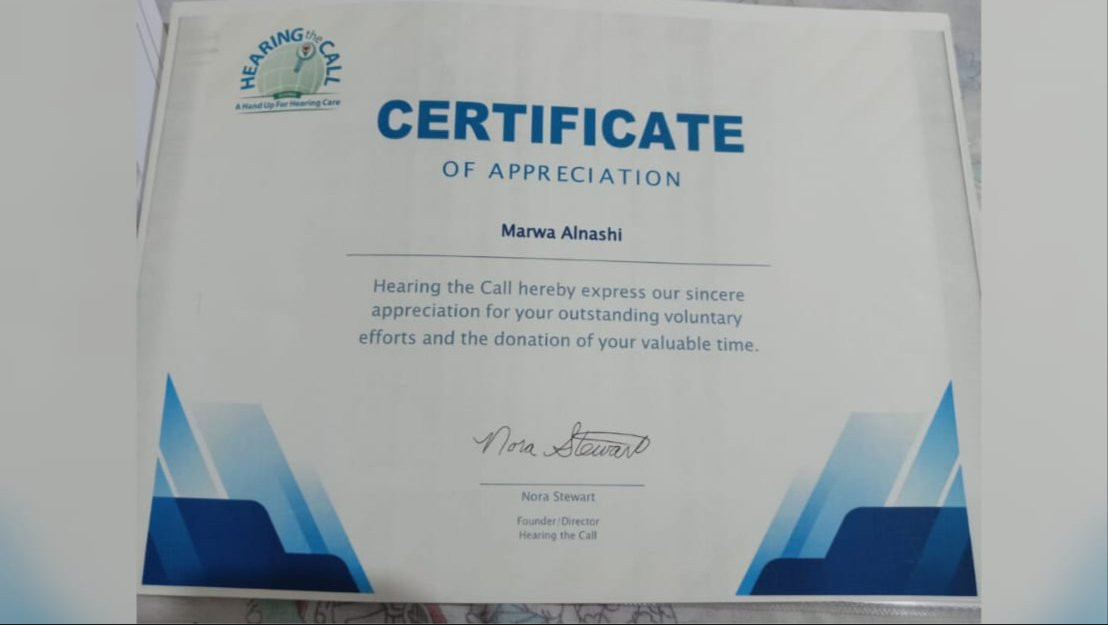 HEARING the CALL
A Hand Up For Hearing Care
CERTIFICATE
OF APPRECIATION
Marwa Alnashi
Hearing the Call hereby express our sincere
appreciation for your outstanding voluntary
efforts and the donation of your valuable time.
Nora Stewart
Nora Stewart
Founder/Director
Hearing the Call